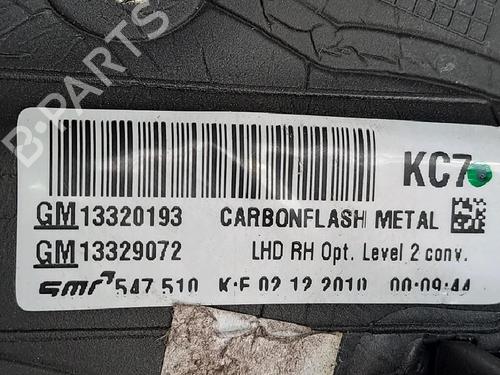 B-PARTS
KC7
GM13320193 CARBONFLASH METAL
GM13329072 LHD RH Opt. Level 2 conv.
smr 547.510 K:F 02.12.2010 00:09:44